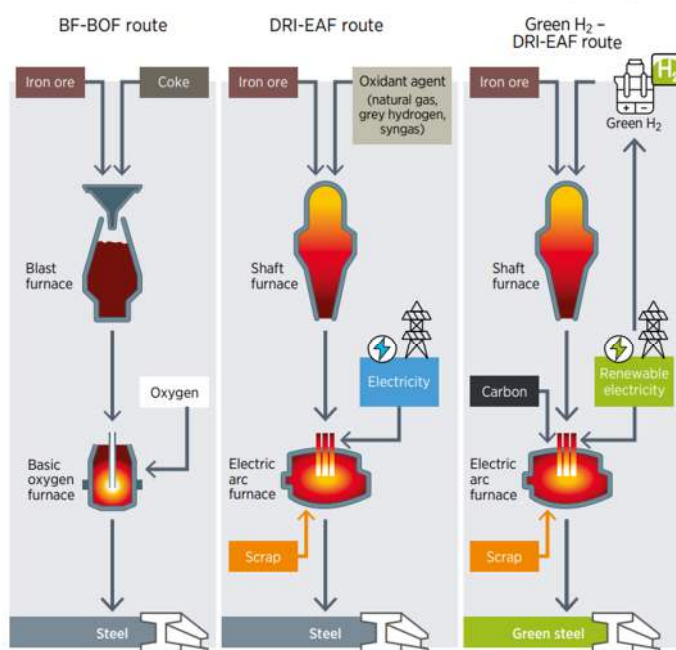 BF-BOF route
Iron ore
Coke
Blast
furnace
Oxygen
Basic
oxygen
furnace
Steel
DRI-EAF route
Iron ore
Oxidant agent
(natural gas,
grey hydrogen,
syngas)
Shaft
furnace
Electricity
Electric
arc
furnace
Scrap
Steel
Green H₂ –
DRI-EAF route
Iron ore
H₂
Green H₂
Shaft
furnace
Carbon
Renewable
electricity
Electric
arc
furnace
Scrap
Green steel